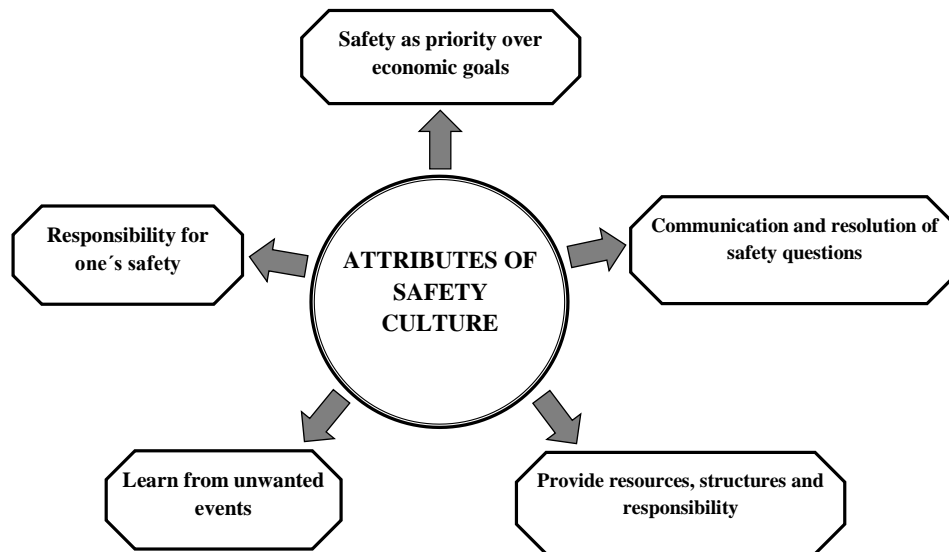 Safety as priority over
economic goals
Responsibility for
one´s safety
ATTRIBUTES OF
SAFETY
CULTURE
Communication and resolution of
safety questions
Learn from unwanted
events
Provide resources, structures and
responsibility